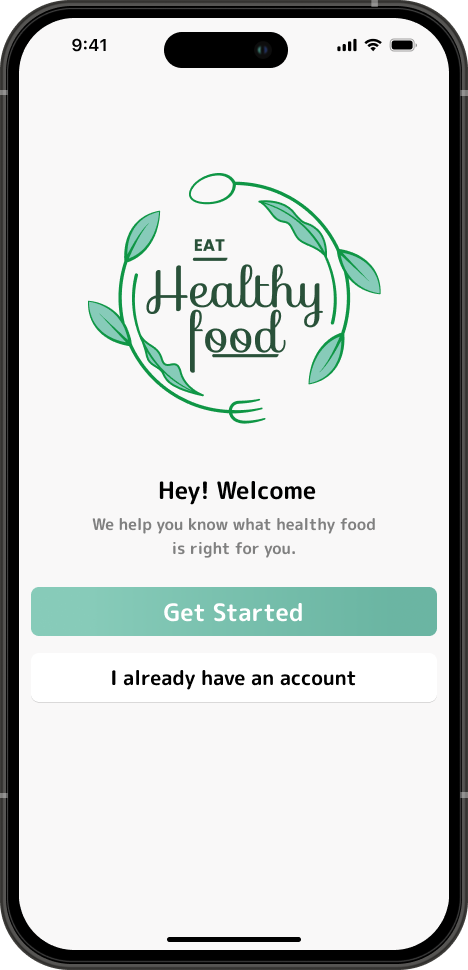 9:41
EAT
Healthy
food
Hey! Welcome
We help you know what healthy food
is right for you.
Get Started
I already have an account